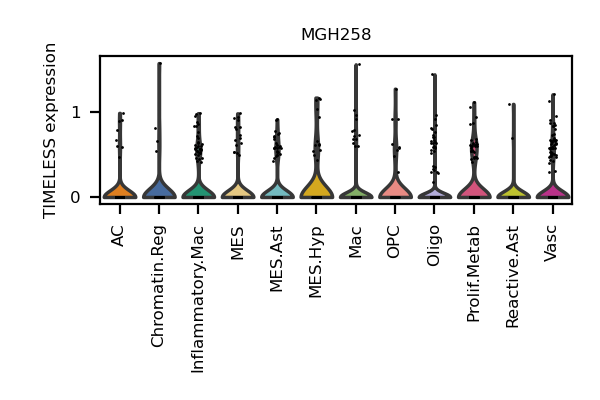 MGH258
TIMELESS expression
1
0
AC
Chromatin.Reg
Inflammatory.Mac
MES
MES.Ast
MES.Hyp
Mac
OPC
Oligo
Prolif.Metab
Reactive.Ast
Vasc